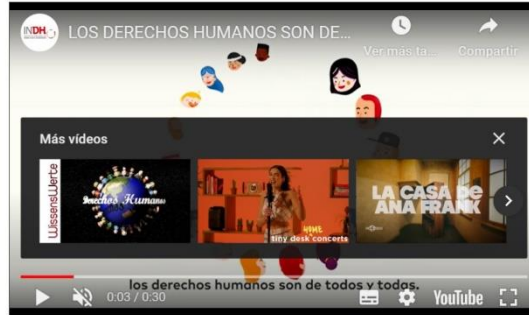 INDH
LOS DERECHOS HUMANOS SON DE...
Ver más ta...
Compartir
Más vídeos
WissensWerte
Derechos Humanos
HOME
tiny desk concerts
LA CASA DE
ANA FRANK
los derechos humanos son de todos y todas.
0:03 / 0:30
YouTube